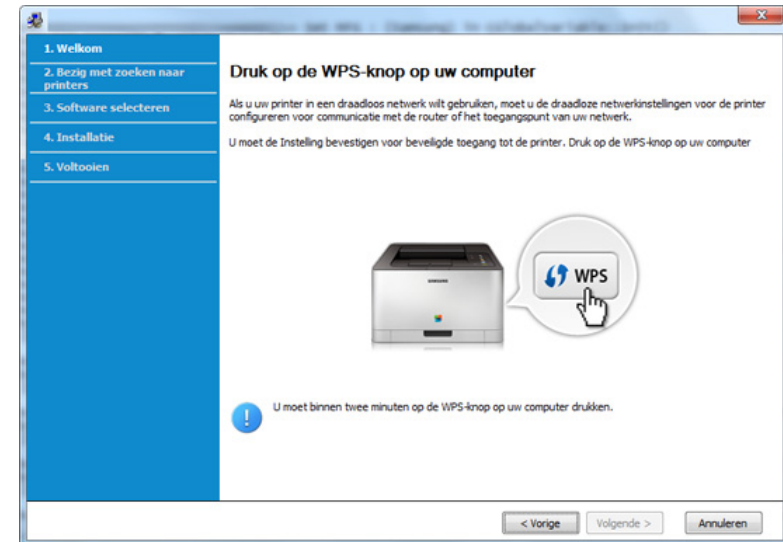 1. Welkom
2. Bezig met zoeken naar
printers
3. Software selecteren
4. Installatie
5. Voltooien
Druk op de WPS-knop op uw computer
Als u uw printer in een draadloos netwerk wilt gebruiken, moet u de draadloze netwerkinstellingen voor de printer
configureren voor communicatie met de router of het toegangspunt van uw netwerk.
U moet de Instelling bevestigen voor beveiligde toegang tot de printer. Druk op de WPS-knop op uw computer
SAMSUNG
WPS
U moet binnen twee minuten op de WPS-knop op uw computer drukken.
< Vorige
Volgende >
Annuleren